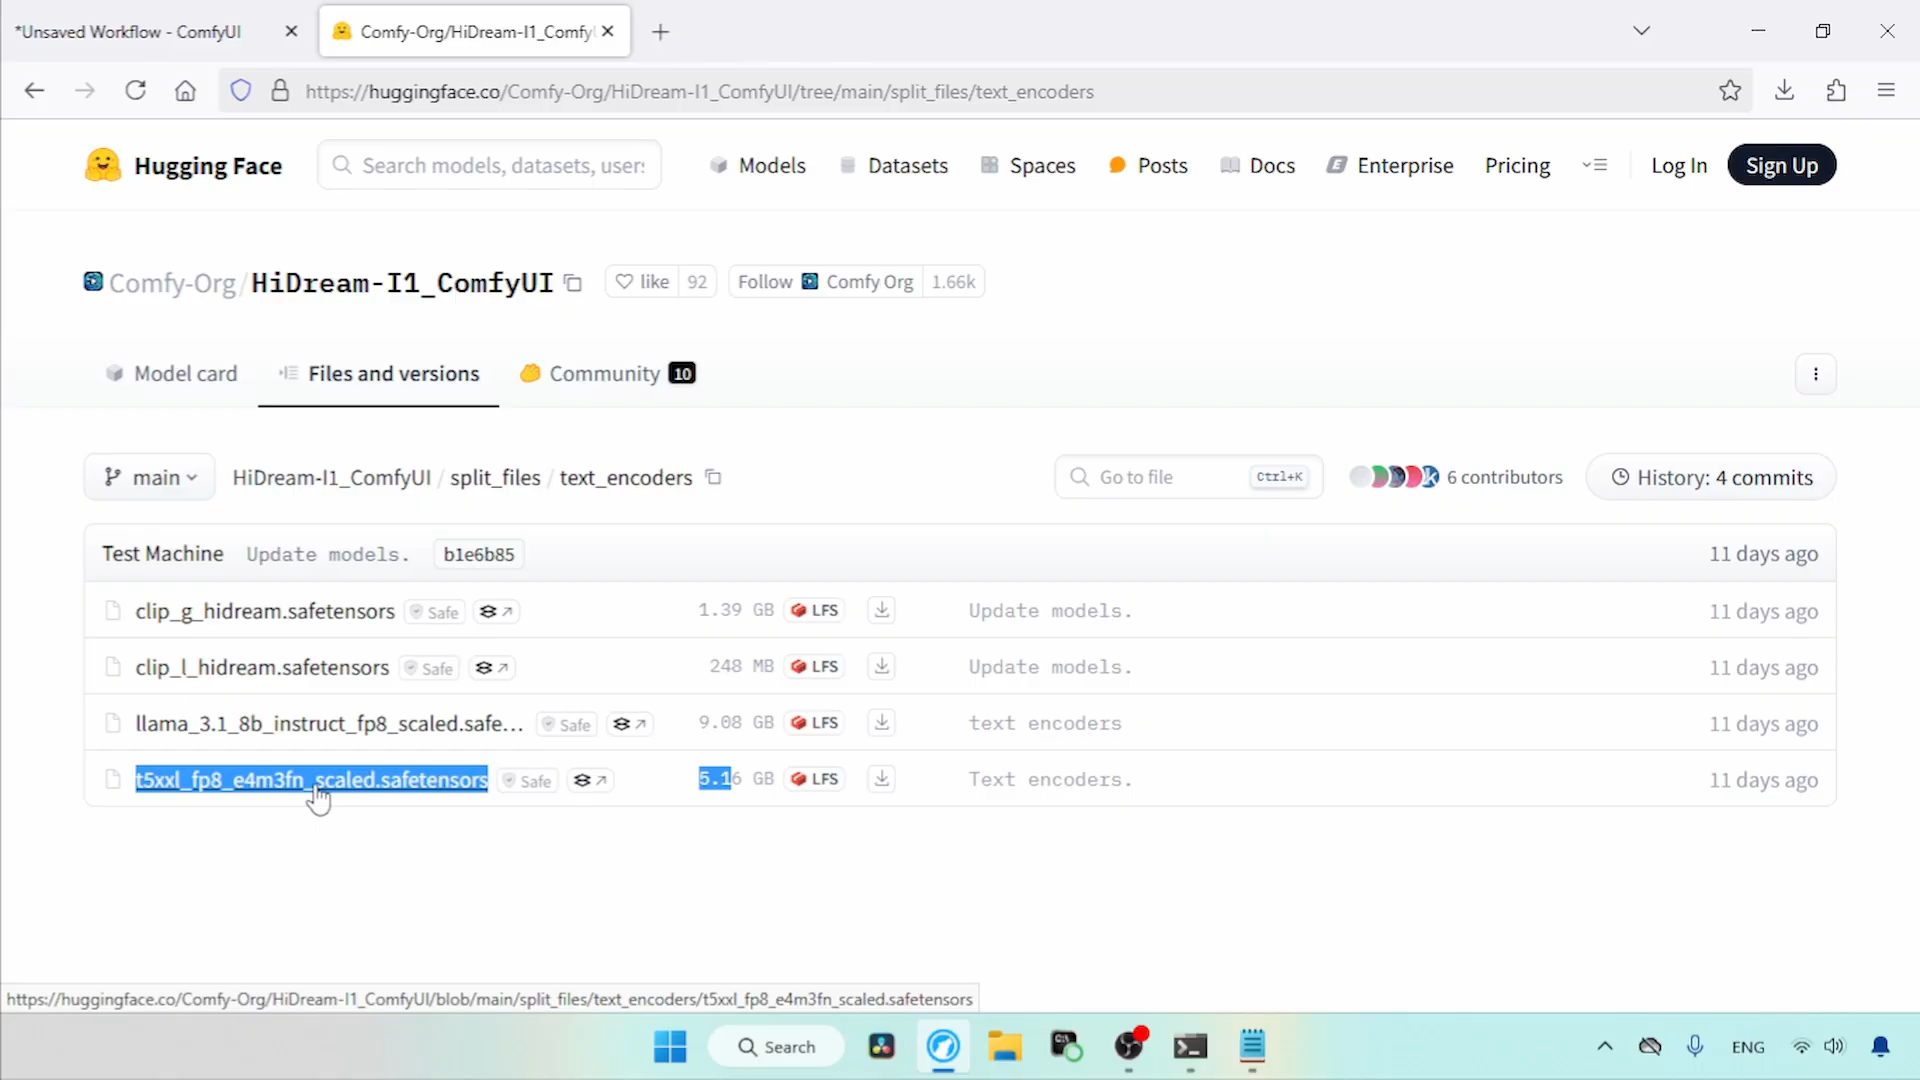 *Unsaved Workflow - ComfyUI
Comfy-Org/HiDream-I1_Comfy
https://huggingface.co/Comfy-Org/HiDream-I1_ComfyUI/tree/main/split_files/text_encoders
Hugging Face
Search models, datasets, users
Models
Datasets
Spaces
Posts
Docs
Enterprise
Pricing
Log In
Sign Up
Comfy-Org/HiDream-I1_ComfyUI
like 92
Follow Comfy Org 1.66k
Model card
Files and versions
Community 10
main
HiDream-I1_ComfyUI / split_files / text_encoders
Go to file Ctrl+K
6 contributors
History: 4 commits
Test Machine Update models. b1e6b85 11 days ago
clip_g_hidream.safetensors Safe 1.39 GB LFS Update models. 11 days ago
clip_l_hidream.safetensors Safe 248 MB LFS Update models. 11 days ago
llama_3.1_8b_instruct_fp8_scaled.safe... Safe 9.08 GB LFS text encoders 11 days ago
t5xxl_fp8_e4m3fn_scaled.safetensors Safe 5.16 GB LFS Text encoders. 11 days ago
https://huggingface.co/Comfy-Org/HiDream-I1_ComfyUI/blob/main/split_files/text_encoders/t5xxl_fp8_e4m3fn_scaled.safetensors
Search
ENG